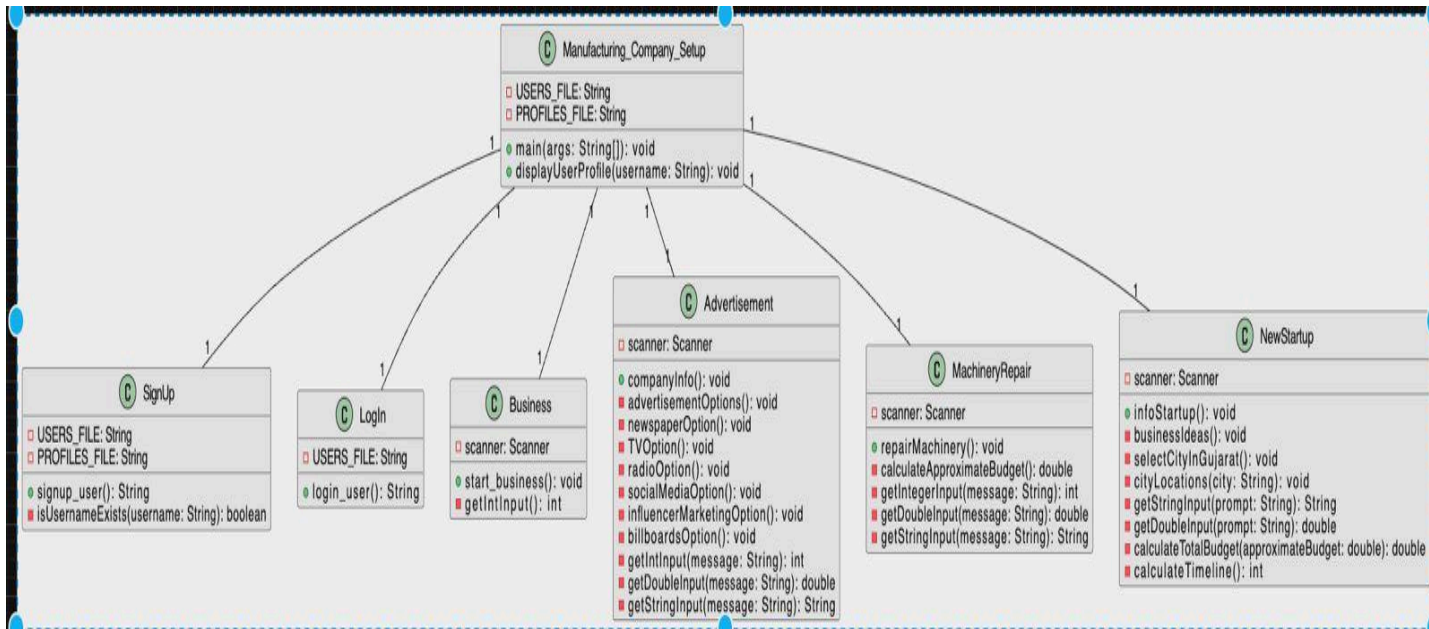 C Manufacturing_Company_Setup
USERS_FILE: String
PROFILES_FILE: String
main(args: String[]): void
displayUserProfile(username: String): void
1
1
1
1
1
1
1
1
1
1
1
1
C SignUp
USERS_FILE: String
PROFILES_FILE: String
signup_user(): String
isUsernameExists(username: String): boolean
C LogIn
USERS_FILE: String
login_user(): String
C Business
scanner: Scanner
start_business(): void
getIntInput(): int
C Advertisement
scanner: Scanner
companyInfo(): void
advertisementOptions(): void
newspaperOption(): void
TVOption(): void
radioOption(): void
socialMediaOption(): void
influencerMarketingOption(): void
billboardsOption(): void
getIntInput(message: String): int
getDoubleInput(message: String): double
getStringInput(message: String): String
C MachineryRepair
scanner: Scanner
repairMachinery(): void
calculateApproximateBudget(): double
getIntegerInput(message: String): int
getDoubleInput(message: String): double
getStringInput(message: String): String
C NewStartup
scanner: Scanner
infoStartup(): void
businessIdeas(): void
selectCityInGujarat(): void
cityLocations(city: String): void
getStringInput(prompt: String): String
getDoubleInput(prompt: String): double
calculateTotalBudget(approximateBudget: double): double
calculateTimeline(): int